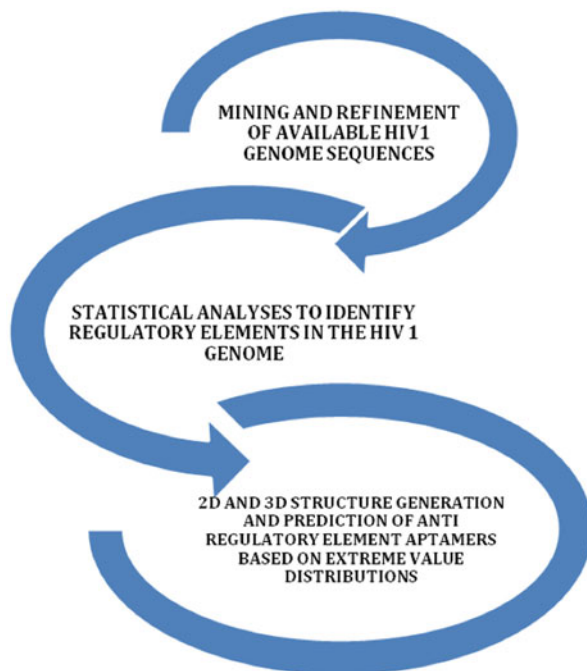 MINING AND REFINEMENT
OF AVAILABLE HIV1
GENOME SEQUENCES
STATISTICAL ANALYSES TO IDENTIFY
REGULATORY ELEMENTS IN THE HIV 1
GENOME
2D AND 3D STRUCTURE GENERATION
AND PREDICTION OF ANTI
REGULATORY ELEMENT APTAMERS
BASED ON EXTREME VALUE
DISTRIBUTIONS